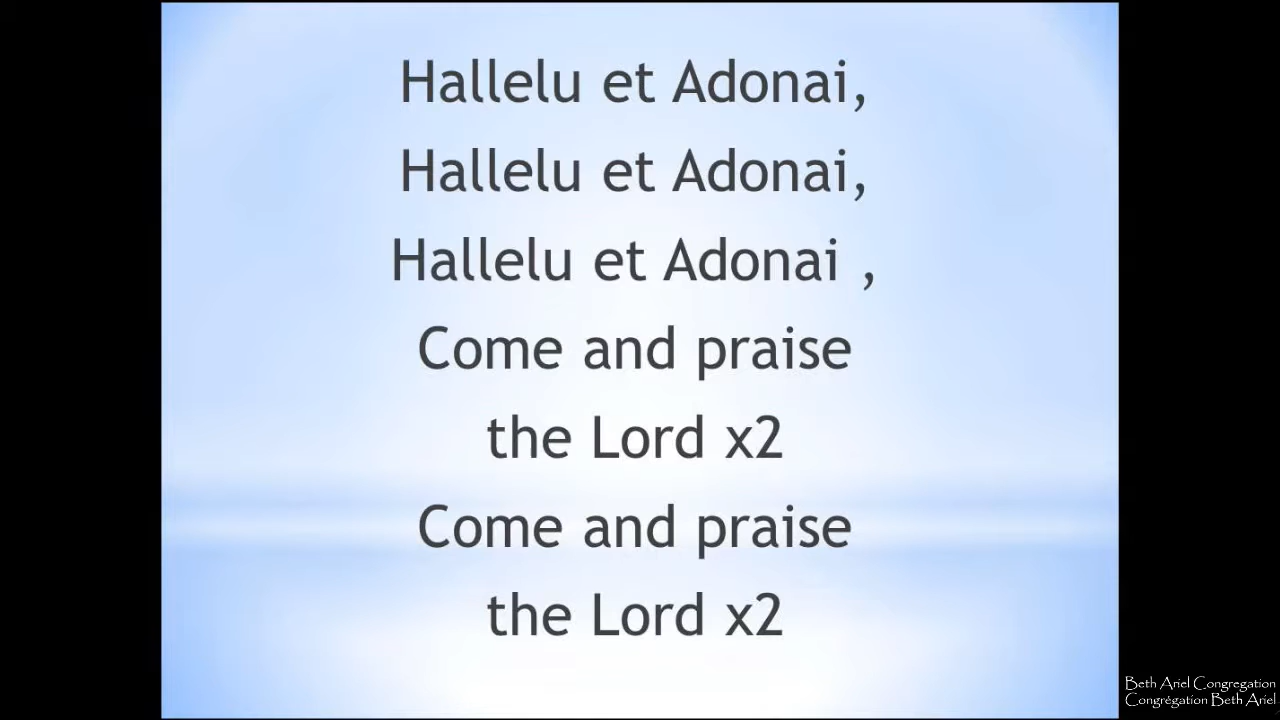 Hallelu et Adonai,
Hallelu et Adonai,
Hallelu et Adonai ,
Come and praise
the Lord x2
Come and praise
the Lord x2
Beth Ariel Congregation
Congrégation Beth Ariel